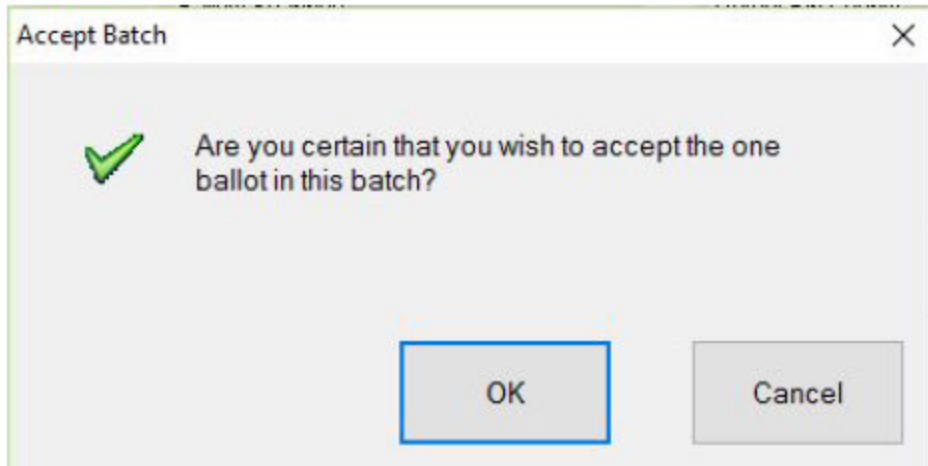 Accept Batch
Are you certain that you wish to accept the one
ballot in this batch?
OK
Cancel